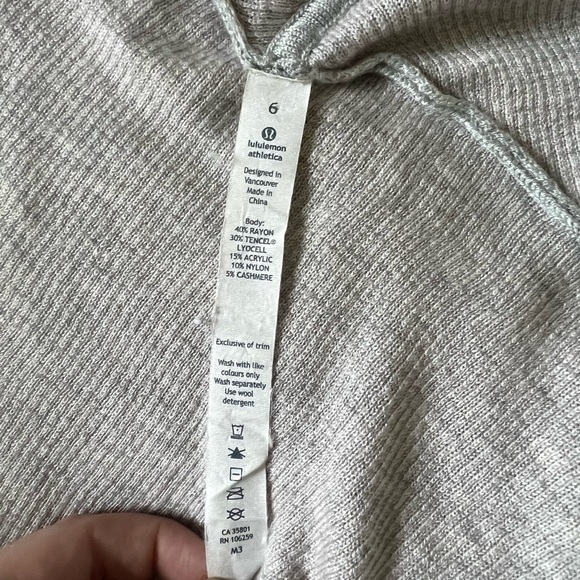 6
lululemon
athletica
Designed in
Vancouver
Made in
China
Body:
40% RAYON
30% TENCEL®
LYOCELL
15% ACRYLIC
10% NYLON
5% CASHMERE
Exclusive of trim
Wash with like
colours only
Wash separately
Use wool
detergent
CA 35801
RN 106259
M3